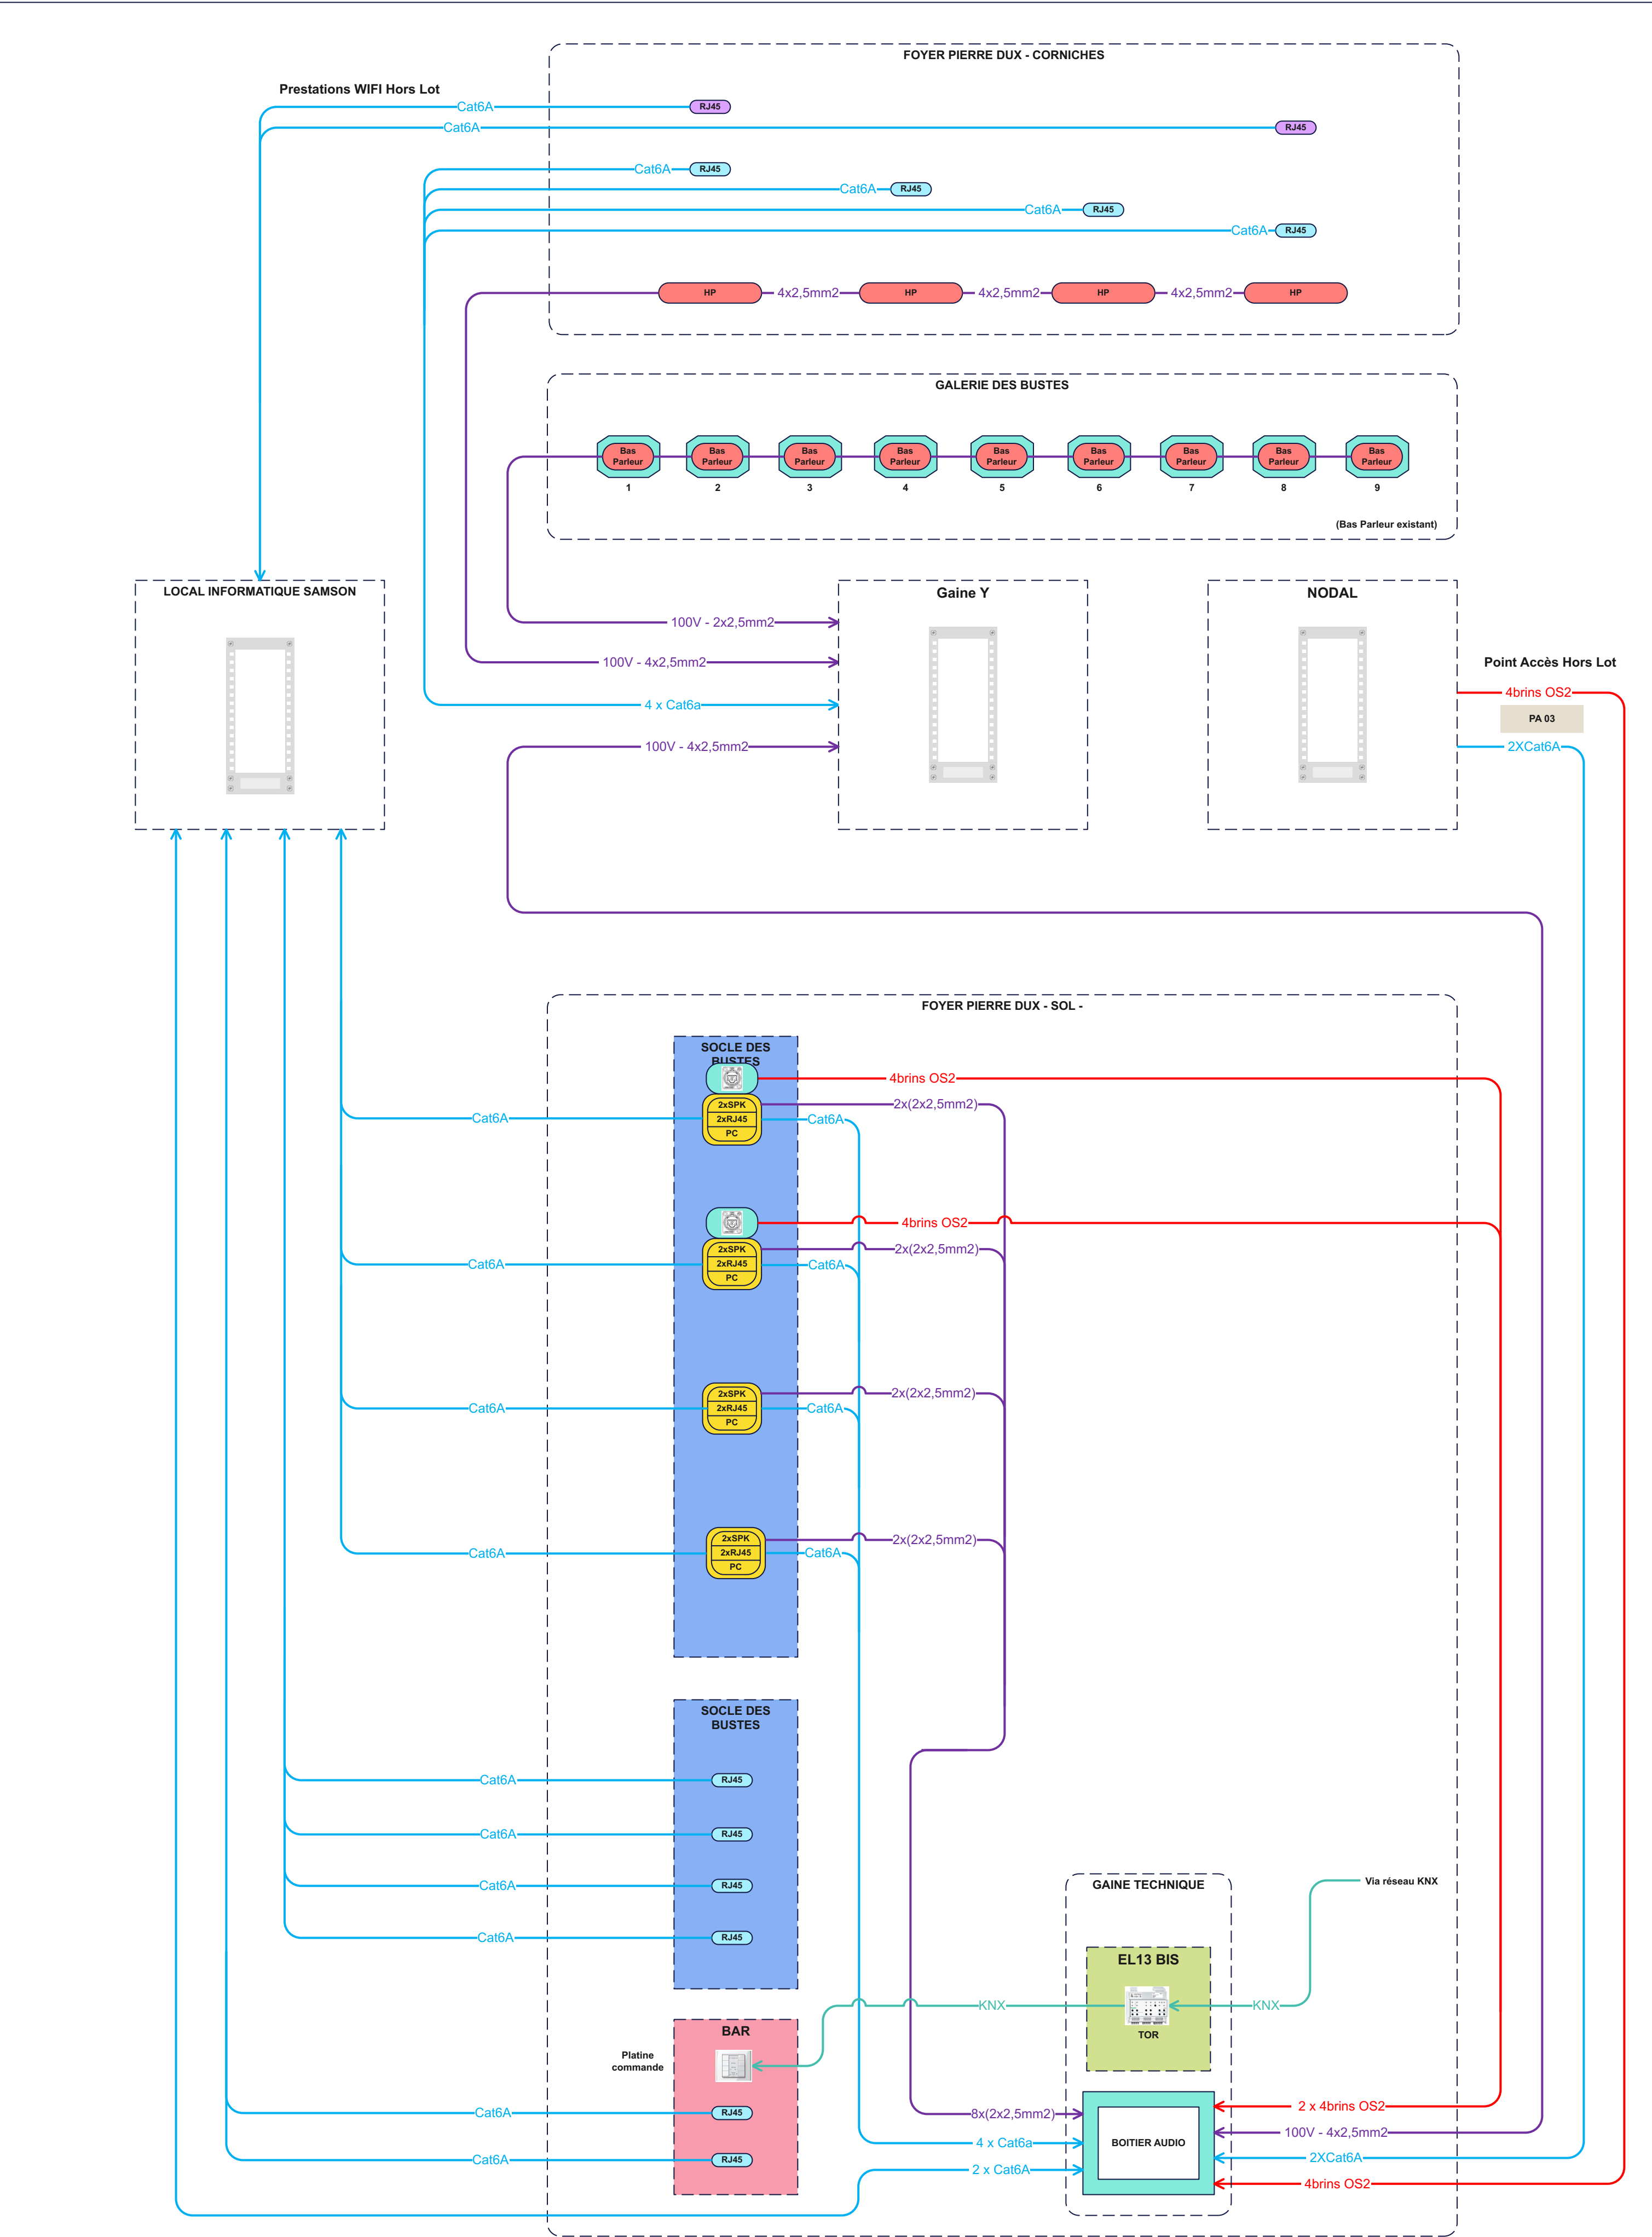 FOYER PIERRE DUX - CORNICHES
Prestations WIFI Hors Lot
Cat6A
RJ45
Cat6A
RJ45
Cat6A
RJ45
Cat6A
RJ45
Cat6A
RJ45
Cat6A
RJ45
HP
4x2,5mm2
HP
4x2,5mm2
HP
4x2,5mm2
HP
GALERIE DES BUSTES
Bas
Parleur
1
Bas
Parleur
2
Bas
Parleur
3
Bas
Parleur
4
Bas
Parleur
5
Bas
Parleur
6
Bas
Parleur
7
Bas
Parleur
8
Bas
Parleur
9
(Bas Parleur existant)
LOCAL INFORMATIQUE SAMSON
Gaine Y
NODAL
100V - 2x2,5mm2
100V - 4x2,5mm2
4 x Cat6a
100V - 4x2,5mm2
Point Accès Hors Lot
4brins OS2
PA 03
2XCat6A
FOYER PIERRE DUX - SOL -
SOCLE DES
BUSTES
4brins OS2
2xSPK
2xRJ45
PC
2x(2x2,5mm2)
Cat6A
Cat6A
4brins OS2
2xSPK
2xRJ45
PC
2x(2x2,5mm2)
Cat6A
Cat6A
2xSPK
2xRJ45
PC
2x(2x2,5mm2)
Cat6A
Cat6A
2xSPK
2xRJ45
PC
2x(2x2,5mm2)
Cat6A
Cat6A
SOCLE DES
BUSTES
Cat6A
RJ45
Cat6A
RJ45
Cat6A
RJ45
Cat6A
RJ45
GAINE TECHNIQUE
Via réseau KNX
EL13 BIS
KNX
KNX
TOR
BAR
Platine
commande
Cat6A
RJ45
Cat6A
RJ45
8x(2x2,5mm2)
4 x Cat6a
2 x Cat6A
BOITIER AUDIO
2 x 4brins OS2
100V - 4x2,5mm2
2XCat6A
4brins OS2